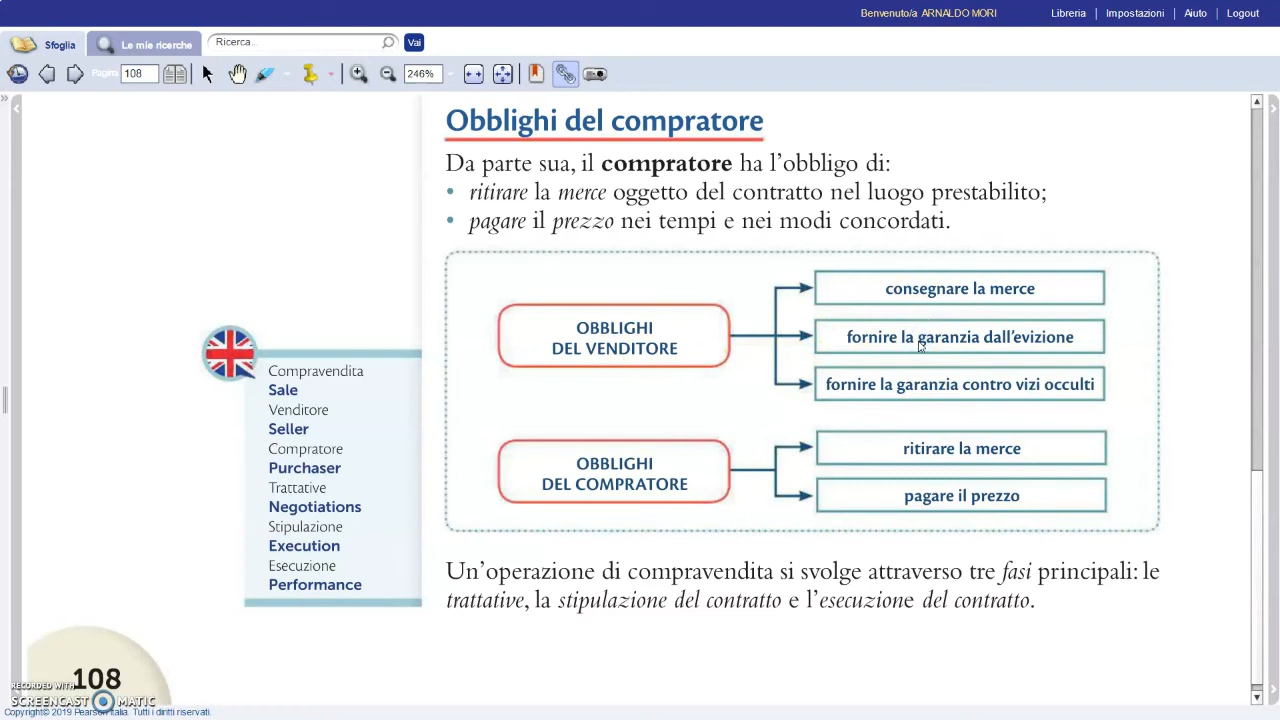 Benvenuto/a ARNALDO MORI
Libreria | Impostazioni | Aiuto | Logout
Sfoglia
Le mie ricerche
Ricerca...
Vai
Pagina 108
246%
Obblighi del compratore
Da parte sua, il compratore ha l'obbligo di:
• ritirare la merce oggetto del contratto nel luogo prestabilito;
• pagare il prezzo nei tempi e nei modi concordati.
OBBLIGHI
DEL VENDITORE
consegnare la merce
fornire la garanzia dall'evizione
fornire la garanzia contro vizi occulti
OBBLIGHI
DEL COMPRATORE
ritirare la merce
pagare il prezzo
Compravendita
Sale
Venditore
Seller
Compratore
Purchaser
Trattative
Negotiations
Stipulazione
Execution
Esecuzione
Performance
Un'operazione di compravendita si svolge attraverso tre fasi principali: le
trattative, la stipulazione del contratto e l'esecuzione del contratto.
108
RECORDED WITH
SCREENCAST MATIC
Copyright© 2019 Pearson Italia Tutti i diritti riservati.